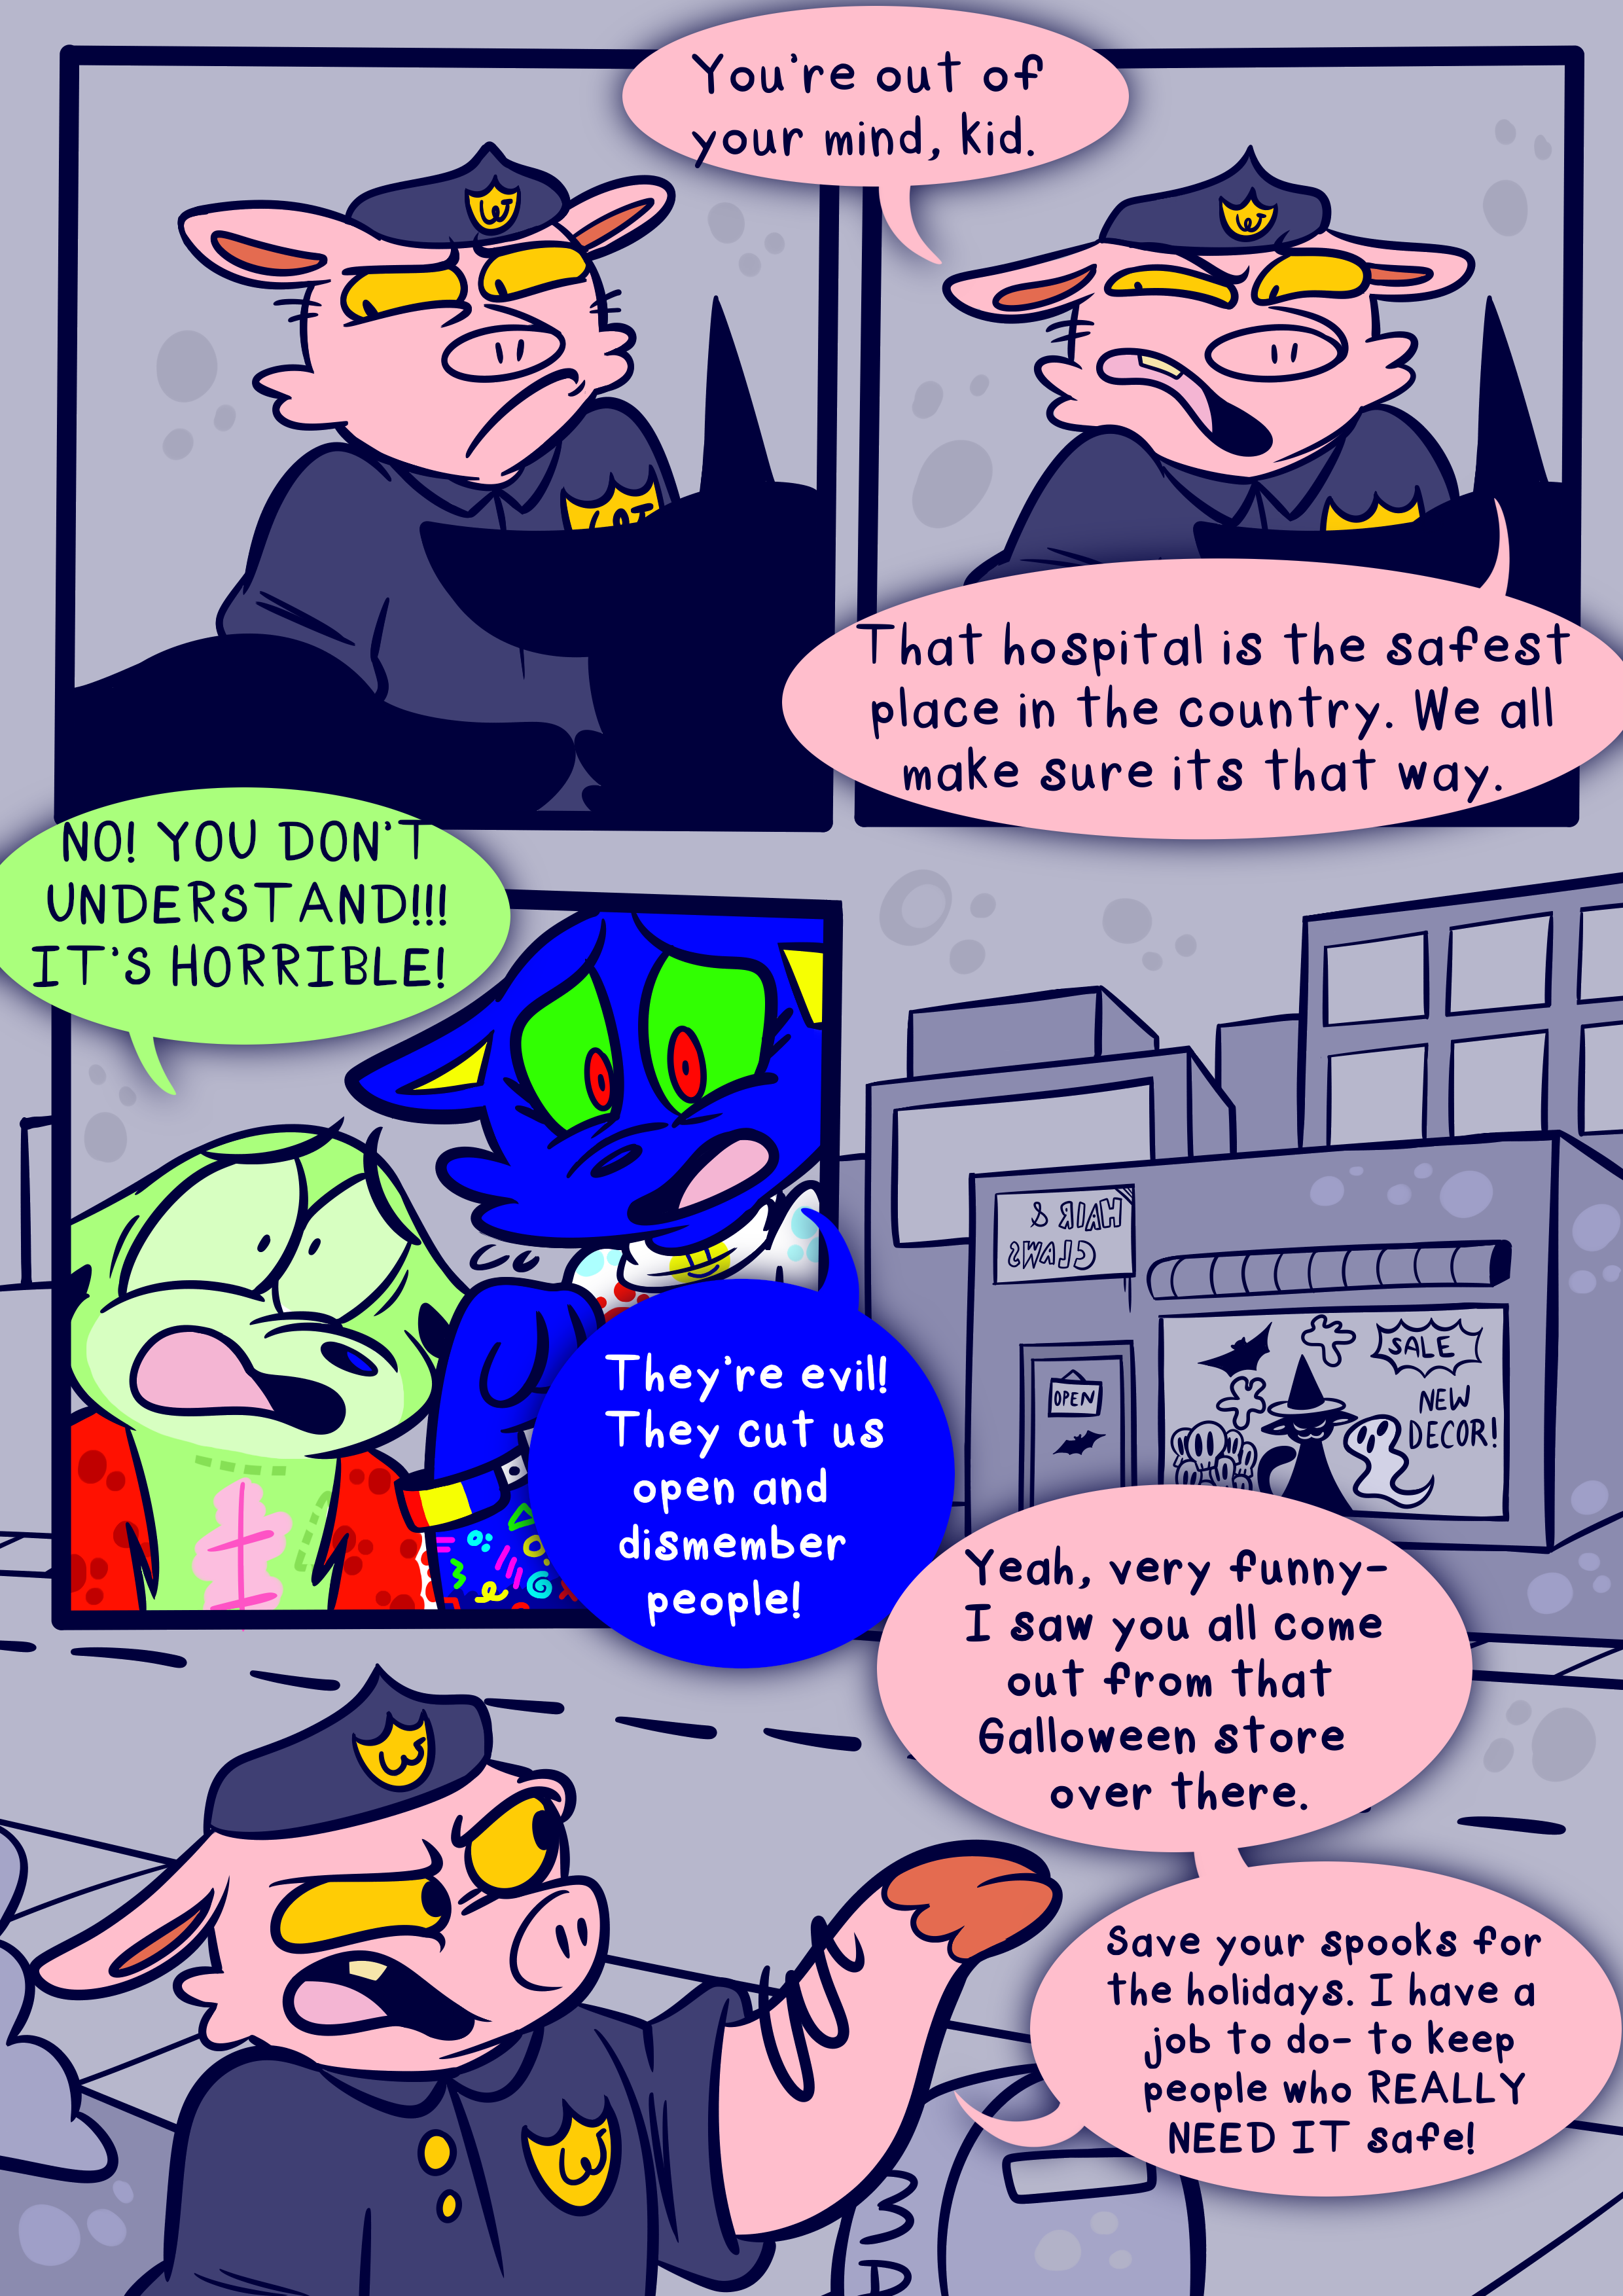 You're out of
your mind, kid.
W
W
That hospital is the safest
place in the country. We all
make sure its that way.
NO! YOU DON'T
UNDERSTAND!!!
IT'S HORRIBLE!
They're evil!
They cut us
open and
dismember
people!
HAIR &
CLAWS
SALE
NEW
DECOR!
OPEN
Yeah, very funny-
I saw you all come
out from that
Galloween store
over there.
Save your spooks for
the holidays. I have a
job to do- to keep
people who REALLY
NEED IT safe!
W
W